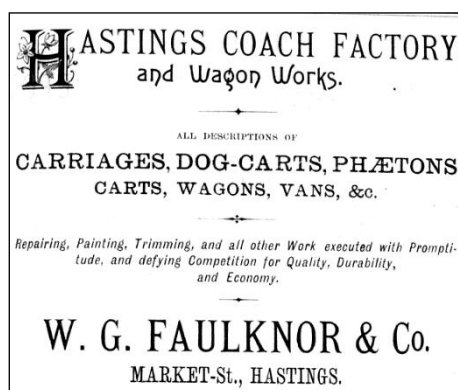 HASTINGS COACH FACTORY
and Wagon Works.
ALL DESCRIPTIONS OF
CARRIAGES, DOG-CARTS, PHÆTONS
CARTS, WAGONS, VANS, &c.
Repairing, Painting, Trimming, and all other Work executed with Prompti-
tude, and defying Competition for Quality, Durability,
and Economy.
W. G. FAULKNOR & Co.
MARKET-St., HASTINGS.